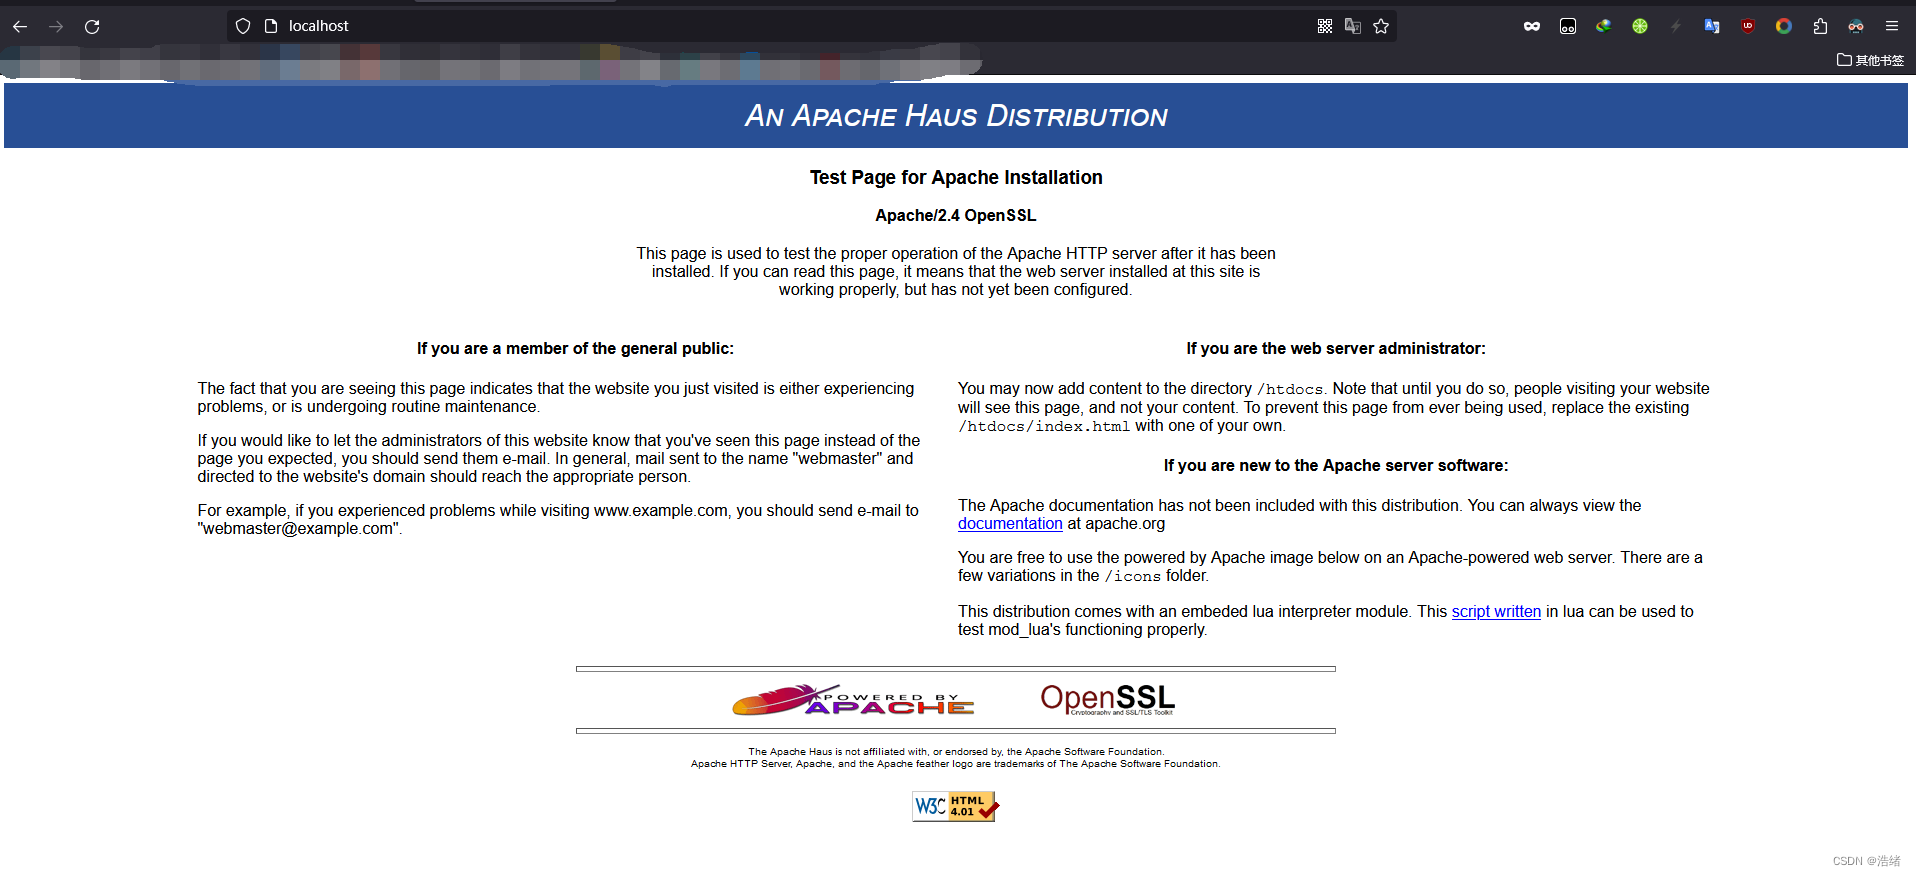 localhost
其他书签
AN APACHE HAUS DISTRIBUTION
Test Page for Apache Installation
Apache/2.4 OpenSSL
This page is used to test the proper operation of the Apache HTTP server after it has been
installed. If you can read this page, it means that the web server installed at this site is
working properly, but has not yet been configured.
If you are a member of the general public:
The fact that you are seeing this page indicates that the website you just visited is either experiencing
problems, or is undergoing routine maintenance.
If you would like to let the administrators of this website know that you've seen this page instead of the
page you expected, you should send them e-mail. In general, mail sent to the name "webmaster" and
directed to the website's domain should reach the appropriate person.
For example, if you experienced problems while visiting www.example.com, you should send e-mail to
"webmaster@example.com".
If you are the web server administrator:
You may now add content to the directory /htdocs. Note that until you do so, people visiting your website
will see this page, and not your content. To prevent this page from ever being used, replace the existing
/htdocs/index.html with one of your own.
If you are new to the Apache server software:
The Apache documentation has not been included with this distribution. You can always view the
documentation at apache.org
You are free to use the powered by Apache image below on an Apache-powered web server. There are a
few variations in the /icons folder.
This distribution comes with an embeded lua interpreter module. This script written in lua can be used to
test mod_lua's functioning properly.
POWERED BY
APACHE
OpenSSL
Cryptography and SSL/TLS Toolkit
The Apache Haus is not affiliated with, or endorsed by, the Apache Software Foundation.
Apache HTTP Server, Apache, and the Apache feather logo are trademarks of The Apache Software Foundation.
W3C HTML
4.01
CSDN @浩绪